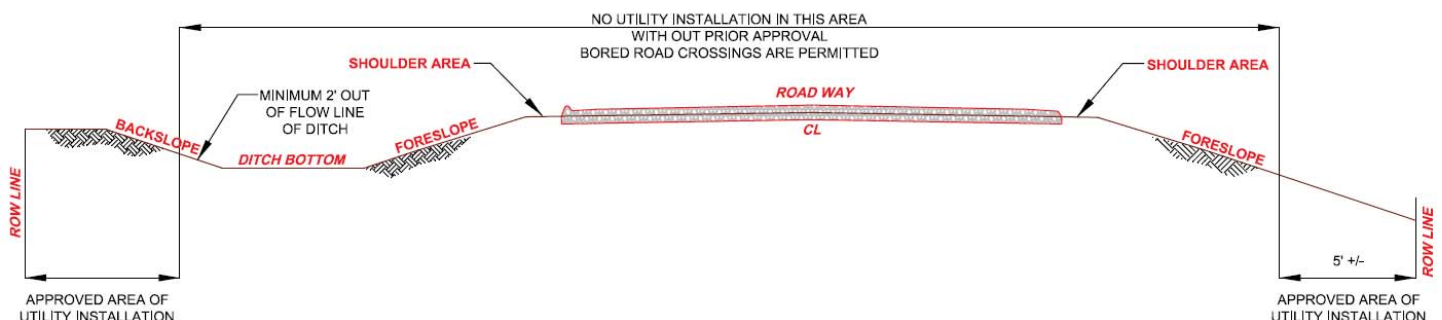 NO UTILITY INSTALLATION IN THIS AREA
WITH OUT PRIOR APPROVAL
BORED ROAD CROSSINGS ARE PERMITTED
SHOULDER AREA
SHOULDER AREA
MINIMUM 2' OUT
OF FLOW LINE
OF DITCH
ROAD WAY
CL
BACKSLOPE
DITCH BOTTOM
FORESLOPE
FORESLOPE
ROW LINE
ROW LINE
5' +/-
APPROVED AREA OF
UTILITY INSTALLATION
APPROVED AREA OF
UTILITY INSTALLATION